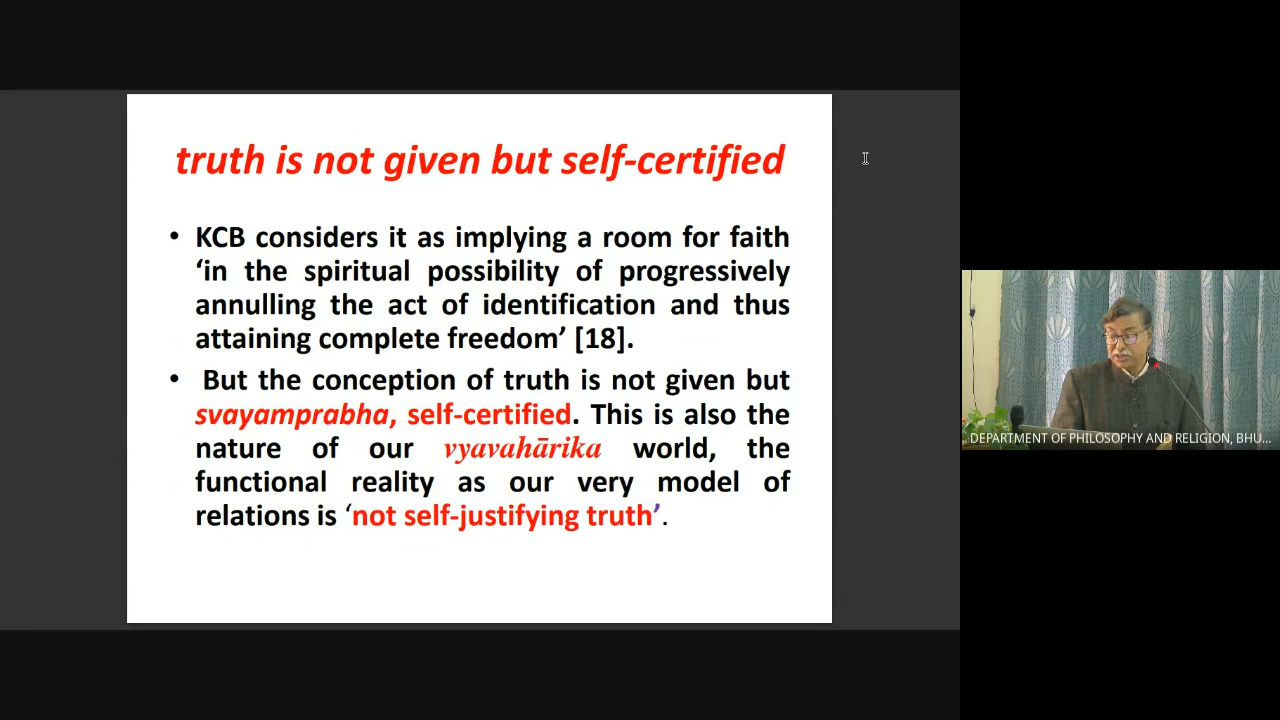 truth is not given but self-certified
• KCB considers it as implying a room for faith
‘in the spiritual possibility of progressively
annulling the act of identification and thus
attaining complete freedom’ [18].
• But the conception of truth is not given but
svayamprabha, self-certified. This is also the
nature of our vyavahārika world, the
functional reality as our very model of
relations is ‘not self-justifying truth’.
DEPARTMENT OF PHILOSOPHY AND RELIGION, BHU...